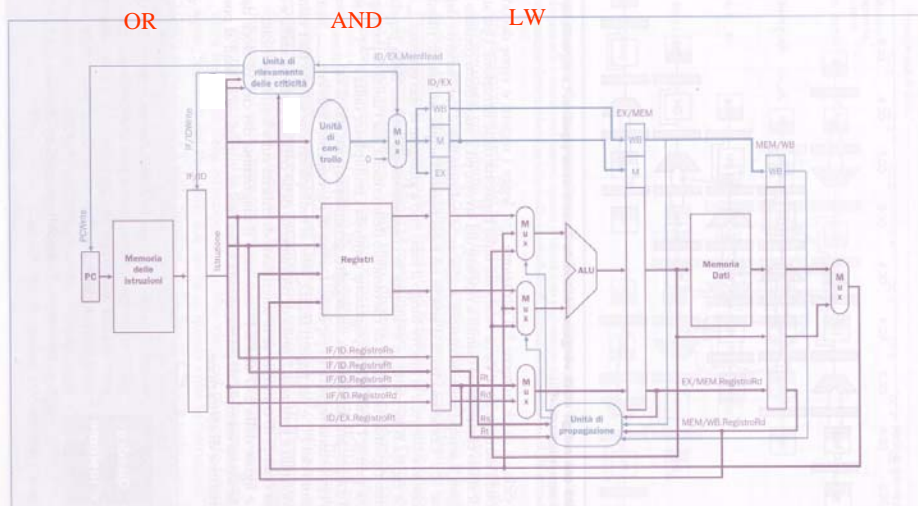 OR AND LW
Unità di
rilevamento
delle criticità
ID/EX.MemRead
ID/EX
IF/IDWrite
PCWrite
Unità
di
con-
trollo
M
u
x
0
WB
M
EX
EX/MEM
WB
M
MEM/WB
WB
IF/ID
PC
Memoria
delle
istruzioni
Istruzione
Registri
M
u
x
M
u
x
ALU
Memoria
Dati
M
u
x
IF/ID.RegistroRs
IF/ID.RegistroRt
IF/ID.RegistroRt
IIF/ID.RegistroRd
ID/EX.RegistroRt
Rt
Rd
Rs
Rt
M
u
x
Unità di
propagazione
EX/MEM.RegistroRd
MEM/WB.RegistroRd